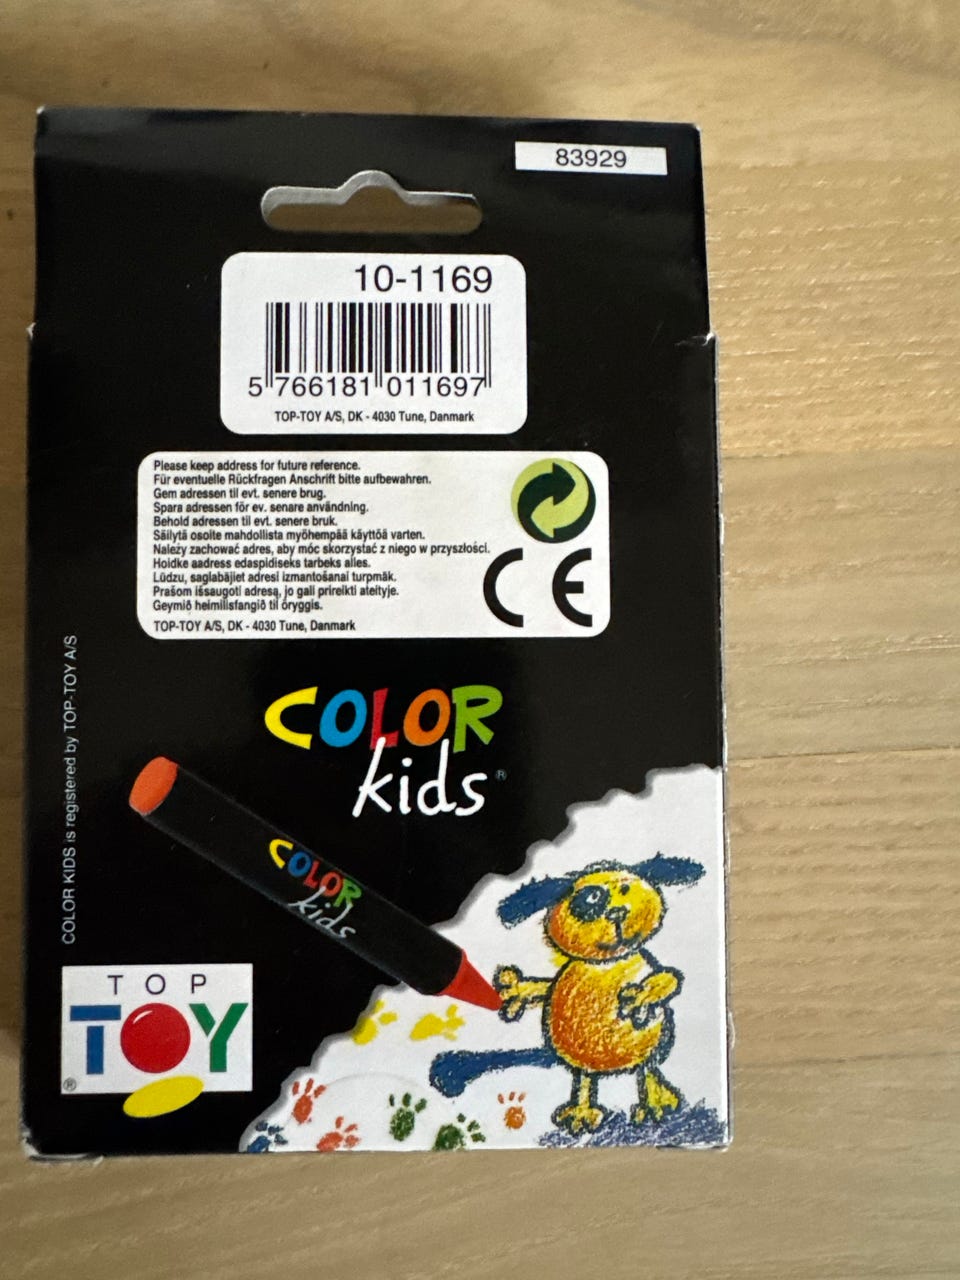 83929
10-1169
5 766181 011697
TOP-TOY A/S, DK - 4030 Tune, Danmark
Please keep address for future reference.
Für eventuelle Rückfragen Anschrift bitte aufbewahren.
Gem adressen til evt. senere brug.
Spara adressen för ev. senare användning.
Behold adressen til evt. senere bruk.
Säilytä osoite mahdollista myöhempää käyttöä varten.
Należy zachować adres, aby móc skorzystać z niego w przyszłości.
Hoidke aadress edaspidiseks tarbeks alles.
Lūdzu, saglabājiet adresi izmantošanai turpmāk.
Prašom išsaugoti adresą, jo gali prireikti ateityje.
Geymið heimilisfangið til öryggis.
TOP-TOY A/S, DK - 4030 Tune, Danmark
CE
COLOR
kids®
COLOR
kids
COLOR KIDS is registered by TOP-TOY A/S
TOP
TOY
®